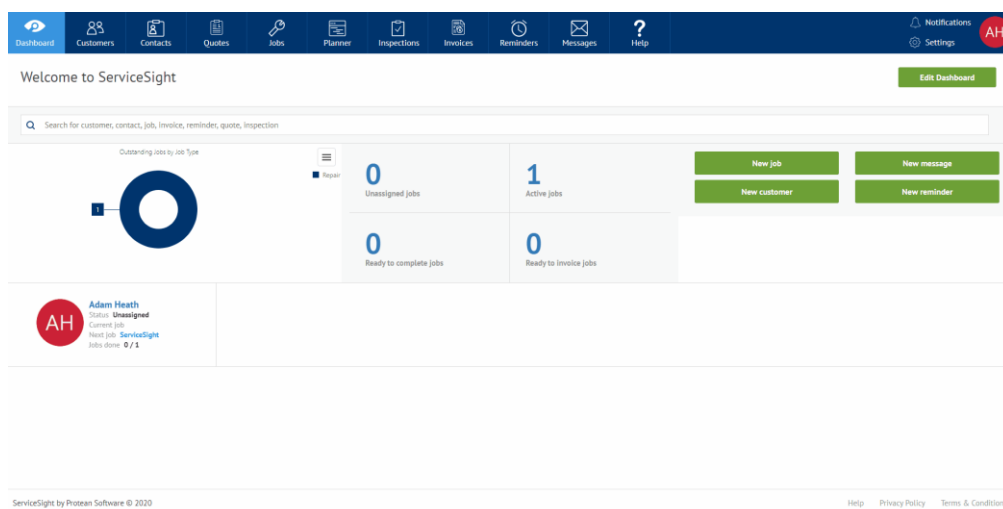 Dashboard
Customers
Contacts
Quotes
Jobs
Planner
Inspections
Invoices
Reminders
Messages
?
Help
Notifications
Settings
AH
Welcome to ServiceSight
Edit Dashboard
Search for customer, contact, job, invoice, reminder, quote, inspection
Outstanding Jobs by Job Type
Repair
1
0
Unassigned jobs
1
Active jobs
0
Ready to complete jobs
0
Ready to invoice jobs
New job
New message
New customer
New reminder
AH
Adam Heath
Status Unassigned
Current job
Next job ServiceSight
Jobs done 0 / 1
ServiceSight by Protean Software © 2020
Help Privacy Policy Terms & Condition